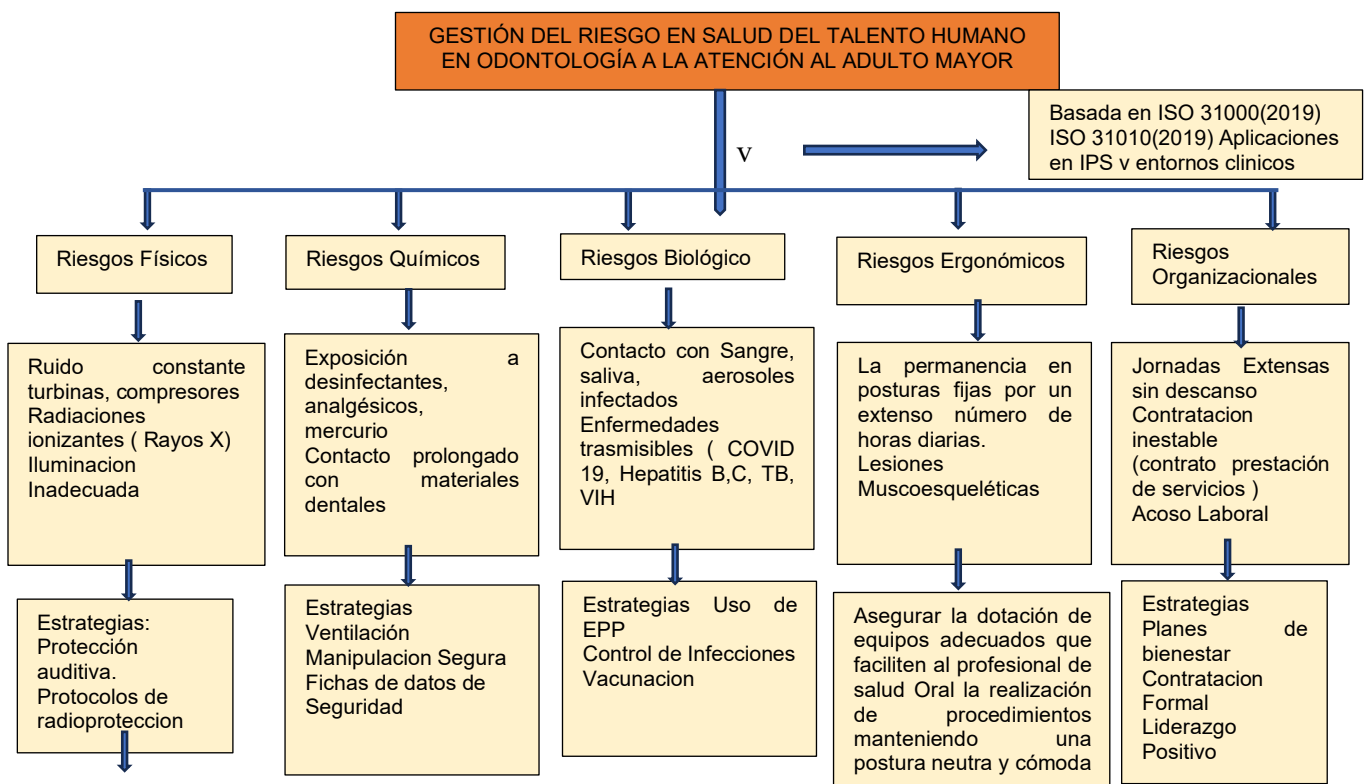 GESTIÓN DEL RIESGO EN SALUD DEL TALENTO HUMANO
EN ODONTOLOGÍA A LA ATENCIÓN AL ADULTO MAYOR
Basada en ISO 31000(2019)
ISO 31010(2019) Aplicaciones
en IPS v entornos clinicos
v
Riesgos Físicos
Riesgos Químicos
Riesgos Biológico
Riesgos Ergonómicos
Riesgos
Organizacionales
Ruido constante
turbinas, compresores
Radiaciones
ionizantes ( Rayos X)
Iluminacion
Inadecuada
Exposición a
desinfectantes,
analgésicos,
mercurio
Contacto prolongado
con materiales
dentales
Contacto con Sangre,
saliva, aerosoles
infectados
Enfermedades
trasmisibles ( COVID
19, Hepatitis B,C, TB,
VIH
La permanencia en
posturas fijas por un
extenso número de
horas diarias.
Lesiones
Muscoesqueléticas
Jornadas Extensas
sin descanso
Contratacion
inestable
(contrato prestación
de servicios )
Acoso Laboral
Estrategias:
Protección
auditiva.
Protocolos de
radioproteccion
Estrategias
Ventilación
Manipulacion Segura
Fichas de datos de
Seguridad
Estrategias Uso de
EPP
Control de Infecciones
Vacunacion
Asegurar la dotación de
equipos adecuados que
faciliten al profesional de
salud Oral la realización
de procedimientos
manteniendo una
postura neutra y cómoda
Estrategias
Planes de
bienestar
Contratacion
Formal
Liderazgo
Positivo